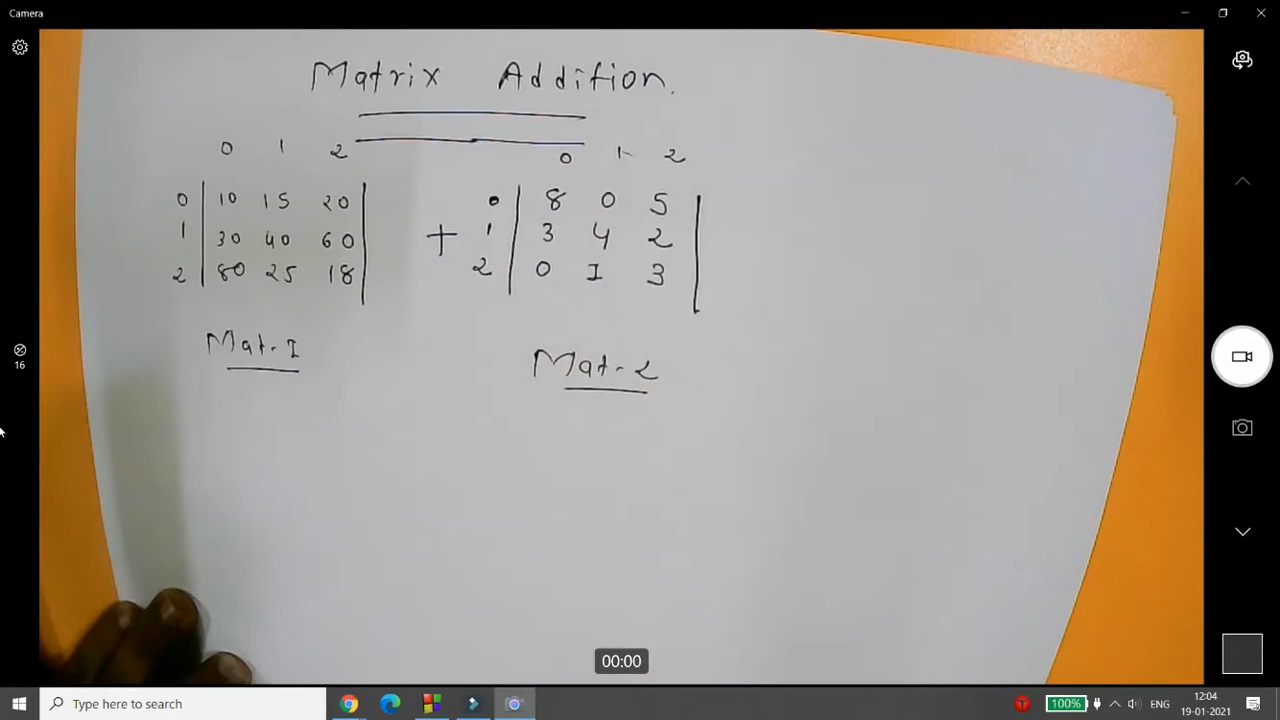 Camera
Matrix Addition.
0 1 2
0 1 2
0 | 10 15 20 |
1 | 30 40 60 |
2 | 80 25 18 |
+
0 | 8 0 5 |
1 | 3 4 2 |
2 | 0 1 3 |
Mat-1
Mat-2
16
00:00
Type here to search
100%
ENG
12:04
19-01-2021